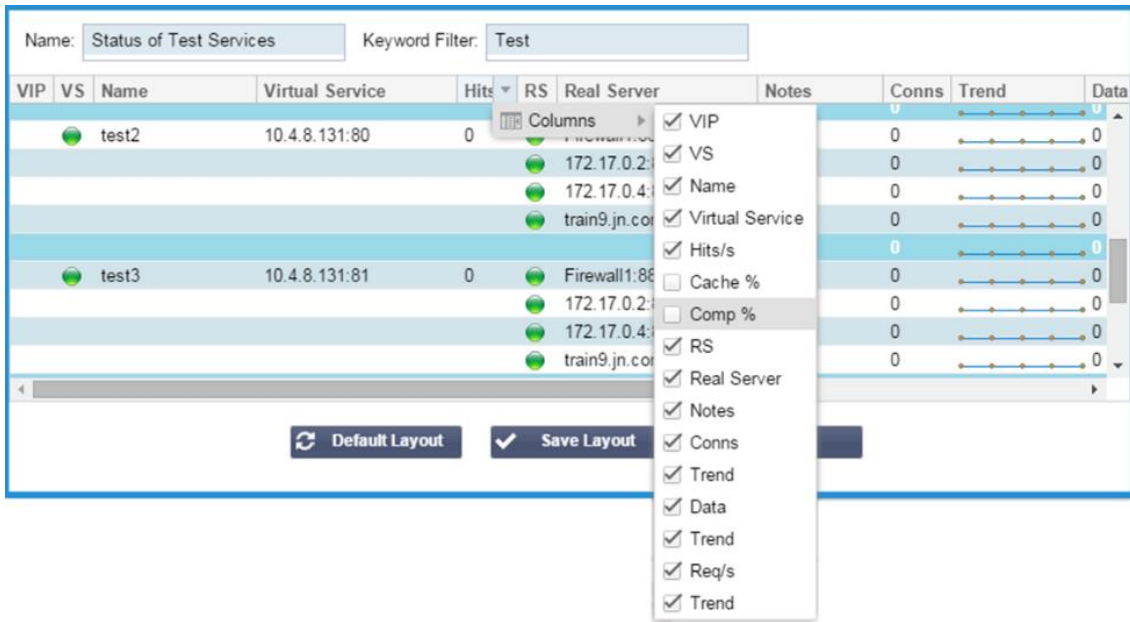 Name: Status of Test Services Keyword Filter: Test
VIP VS Name Virtual Service Hits RS Real Server Notes Conns Trend Data
Columns
0 0
test2 10.4.8.131:80 0 0 0
172.17.0.2: 0 0
172.17.0.4: 0 0
train9.jn.co 0 0
0 0
test3 10.4.8.131:81 0 Firewall1:88 0 0
172.17.0.2: 0 0
172.17.0.4: 0 0
train9.jn.co 0 0
VIP
VS
Name
Virtual Service
Hits/s
Cache %
Comp %
RS
Real Server
Notes
Conns
Trend
Data
Trend
Req/s
Trend
Default Layout Save Layout